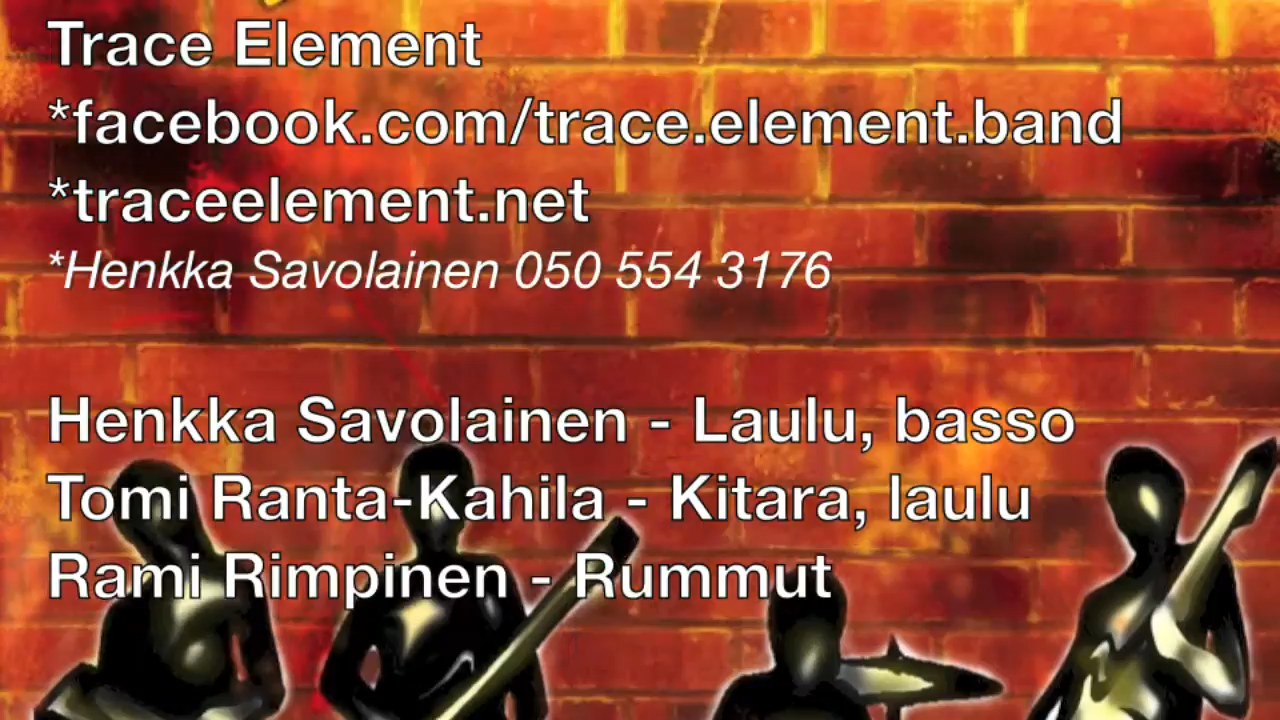 Trace Element
*facebook.com/trace.element.band
*traceelement.net
*Henkka Savolainen 050 554 3176
Henkka Savolainen - Laulu, basso
Tomi Ranta-Kahila - Kitara, laulu
Rami Rimpinen - Rummut